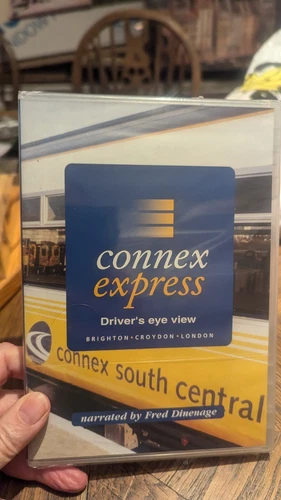 connex
express
Driver's eye view
BRIGHTON•CROYDON•LONDON
connex south central
narrated by Fred Dinenage